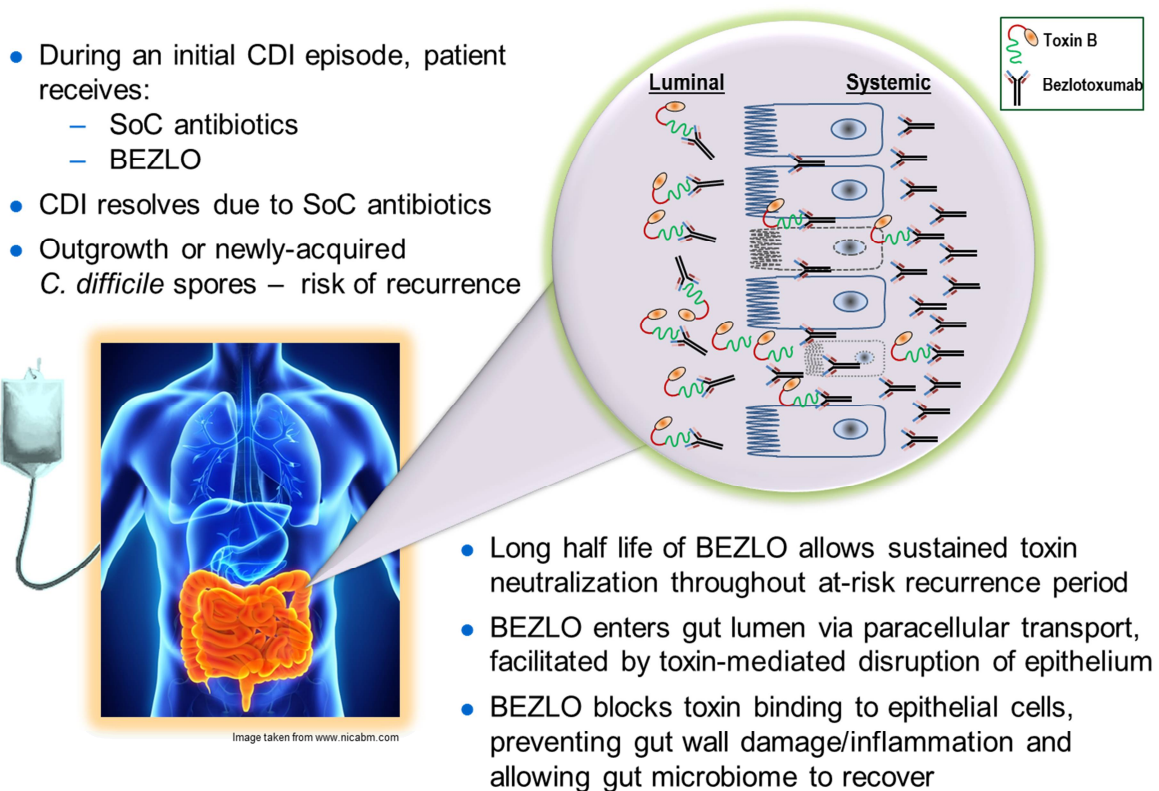 ● During an initial CDI episode, patient
receives:
– SoC antibiotics
– BEZLO
● CDI resolves due to SoC antibiotics
● Outgrowth or newly-acquired
C. difficile spores – risk of recurrence
Luminal
Systemic
Toxin B
Bezlotoxumab
Image taken from www.nicabm.com
● Long half life of BEZLO allows sustained toxin
neutralization throughout at-risk recurrence period
● BEZLO enters gut lumen via paracellular transport,
facilitated by toxin-mediated disruption of epithelium
● BEZLO blocks toxin binding to epithelial cells,
preventing gut wall damage/inflammation and
allowing gut microbiome to recover